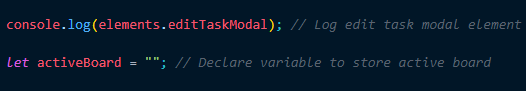 console.log(elements.editTaskModal); // Log edit task modal element
let activeBoard = ""; // Declare variable to store active board